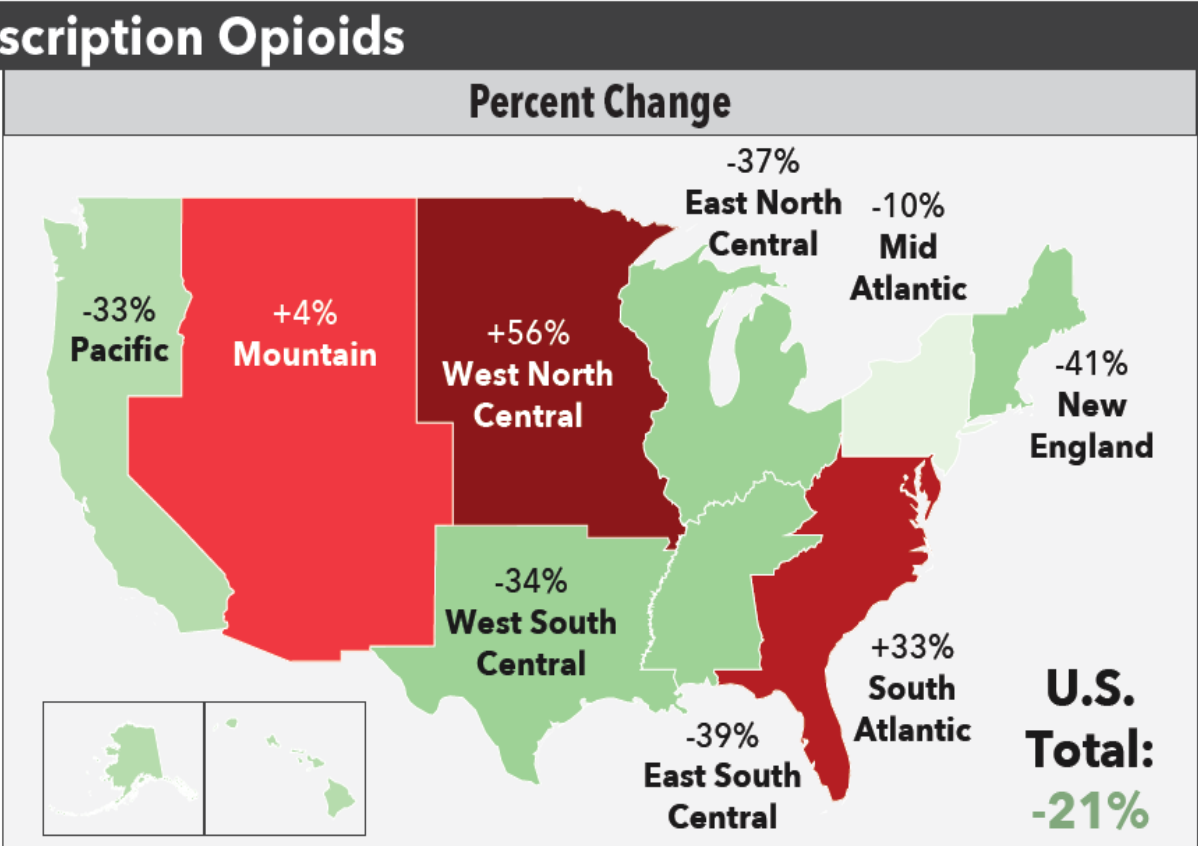 scription Opioids
Percent Change
-37%
East North
Central
-10%
Mid
Atlantic
-33%
Pacific
+4%
Mountain
+56%
West North
Central
-41%
New
England
-34%
West South
Central
+33%
South
Atlantic
-39%
East South
Central
U.S.
Total:
-21%